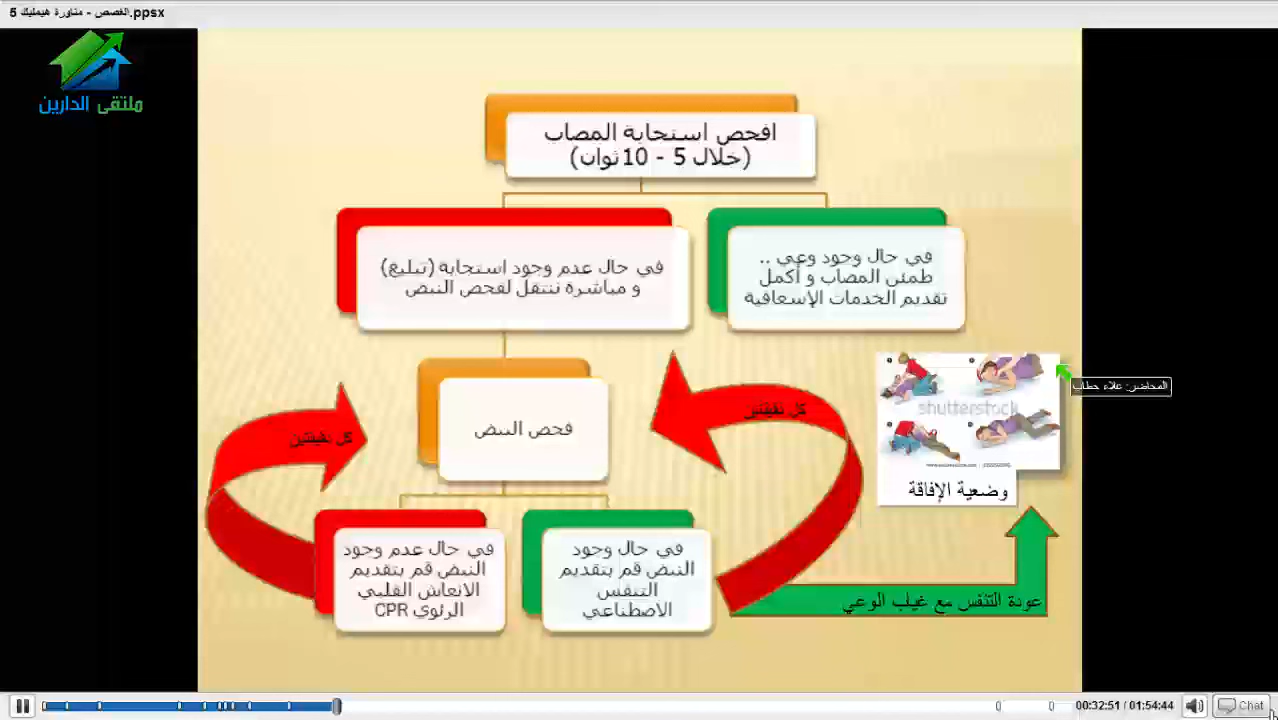 الغصص - مناورة هيمليك 5.ppsx
ملتقى الدارين
افحص استجابة المصاب
(خلال 5 - 10 ثوان)
في حال وجود وعي ..
طمئن المصاب و أكمل
تقديم الخدمات الإسعافية
في حال عدم وجود استجابة (تبليغ)
و مباشرة ننتقل لفحص النبض
shutterstock
المحاضر: علاء حطاب
وضعية الإفاقة
كل دقيقتين
فحص النبض
كل دقيقتين
في حال وجود
النبض قم بتقديم
التنفس
الاصطناعي
في حال عدم وجود
النبض قم بتقديم
الانعاش القلبي
الرئوي CPR
عودة التنفس مع غياب الوعي
00:32:51 / 01:54:44
Chat